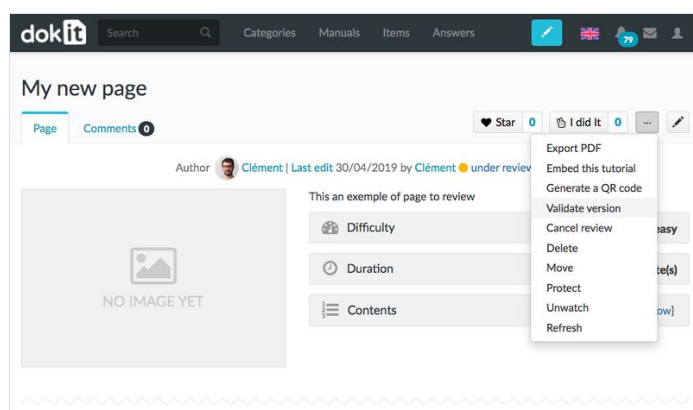 dokit Search Categories Manuals Items Answers 79
My new page
Page Comments 0 Star 0 I did It 0 ...
Author Clément | Last edit 30/04/2019 by Clément under review
This an exemple of page to review
Difficulty easy
Duration
Contents
NO IMAGE YET
Export PDF
Embed this tutorial
Generate a QR code
Validate version
Cancel review
Delete
Move
Protect
Unwatch
Refresh